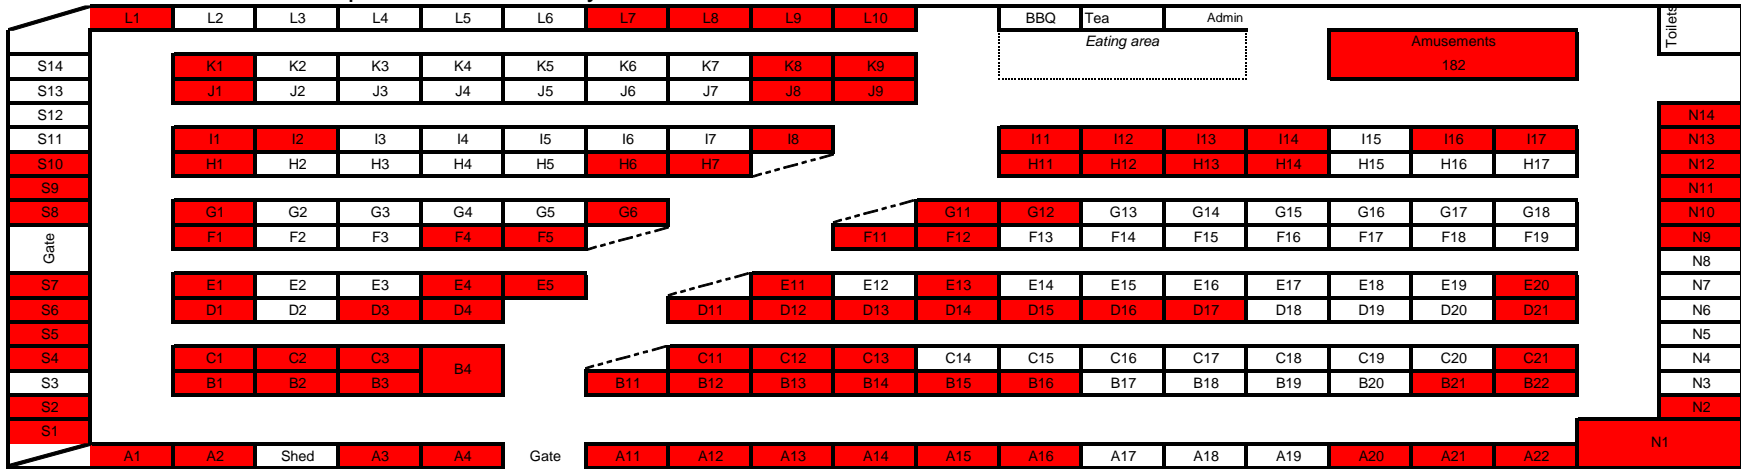 L1 L2 L3 L4 L5 L6 L7 L8 L9 L10 BBQ Tea Admin Toilets
Eating area Amusements
S14 K1 K2 K3 K4 K5 K6 K7 K8 K9 182
S13 J1 J2 J3 J4 J5 J6 J7 J8 J9
S12 N14
S11 I1 I2 I3 I4 I5 I6 I7 I8 I11 I12 I13 I14 I15 I16 I17 N13
S10 H1 H2 H3 H4 H5 H6 H7 H11 H12 H13 H14 H15 H16 H17 N12
S9 N11
S8 G1 G2 G3 G4 G5 G6 G11 G12 G13 G14 G15 G16 G17 G18 N10
Gate F1 F2 F3 F4 F5 F11 F12 F13 F14 F15 F16 F17 F18 F19 N9
N8
S7 E1 E2 E3 E4 E5 E11 E12 E13 E14 E15 E16 E17 E18 E19 E20 N7
S6 D1 D2 D3 D4 D11 D12 D13 D14 D15 D16 D17 D18 D19 D20 D21 N6
S5 N5
S4 C1 C2 C3 B4 C11 C12 C13 C14 C15 C16 C17 C18 C19 C20 C21 N4
S3 B1 B2 B3 B11 B12 B13 B14 B15 B16 B17 B18 B19 B20 B21 B22 N3
S2 N2
S1 N1
A1 A2 Shed A3 A4 Gate A11 A12 A13 A14 A15 A16 A17 A18 A19 A20 A21 A22